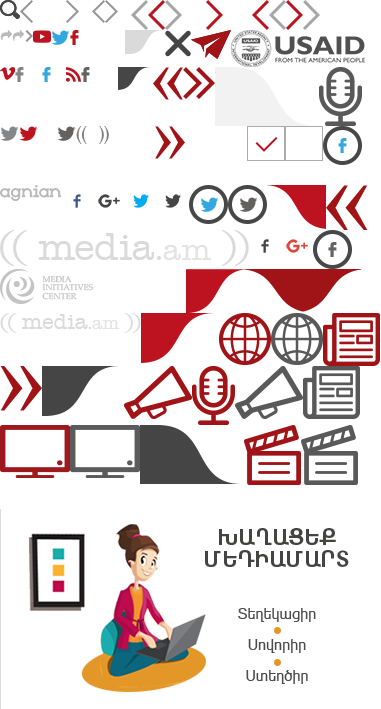 USAID
FROM THE AMERICAN PEOPLE
agnian
media.am
MEDIA
INITIATIVES
CENTER
media.am
ԽԱՂԱՑԵՔ
ՄԵԴԻԱՄԱՐՏ
Տեղեկացիր
Սովորիր
Ստեղծիր